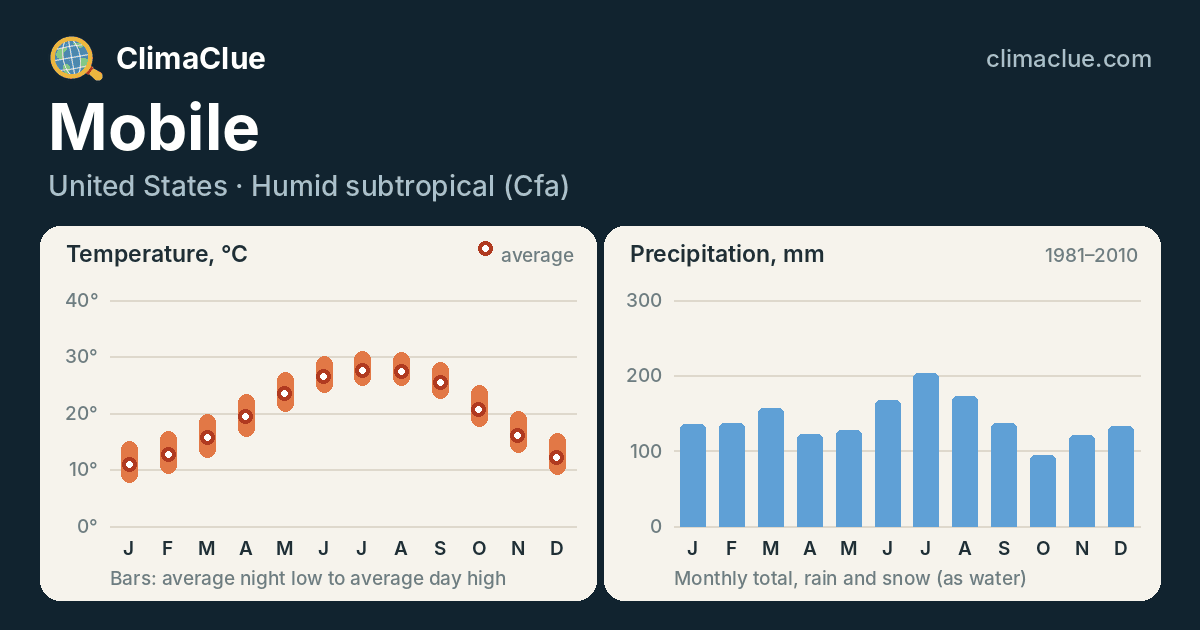 ClimaClue
climaclue.com
Mobile
United States · Humid subtropical (Cfa)
Temperature, °C
average
40°
30°
20°
10°
0°
J F M A M J J A S O N D
Bars: average night low to average day high
Precipitation, mm
1981–2010
300
200
100
0
J F M A M J J A S O N D
Monthly total, rain and snow (as water)